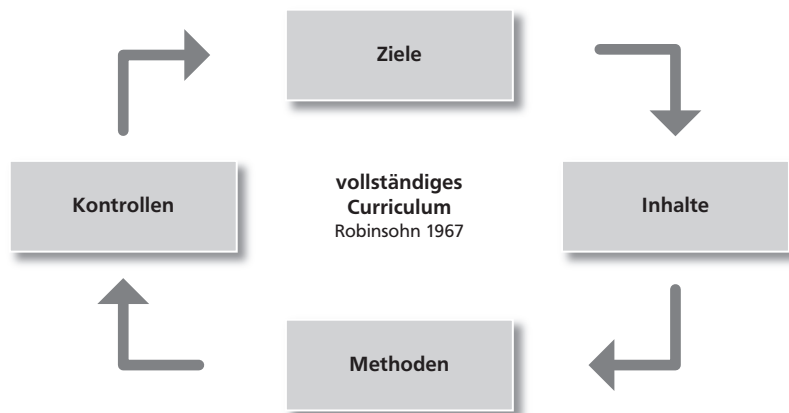 Ziele
Kontrollen
vollständiges
Curriculum
Robinsohn 1967
Inhalte
Methoden